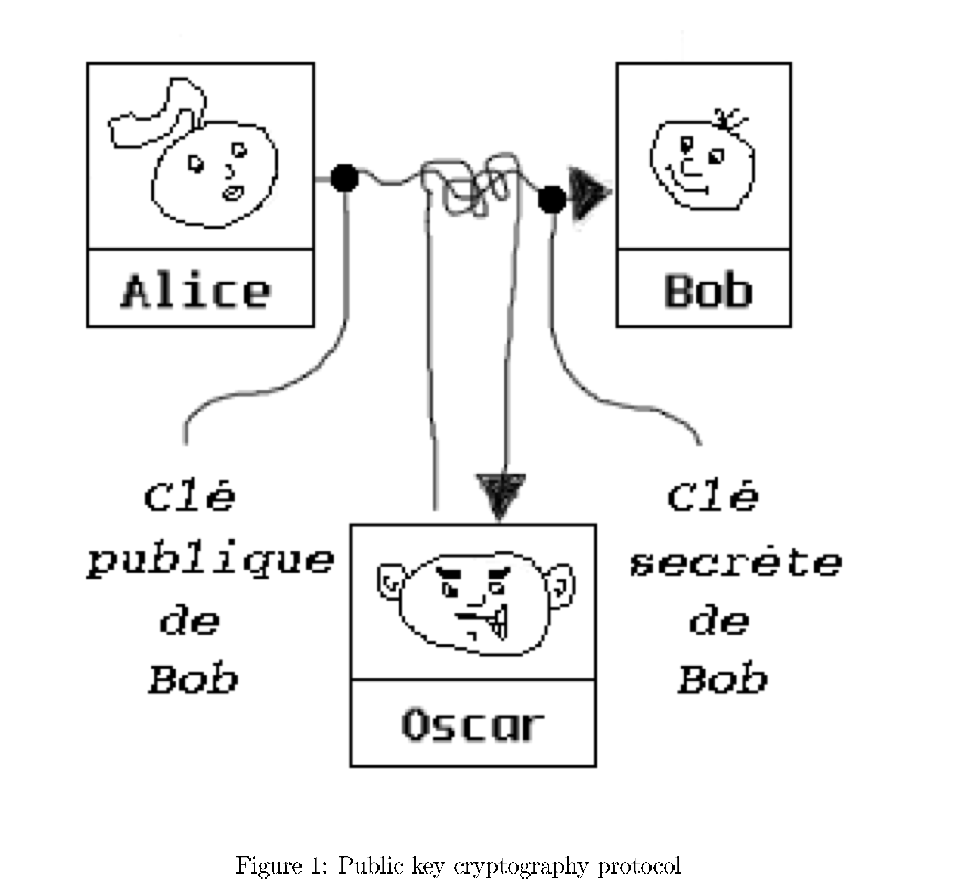 Alice
Bob
Clé
publique
de
Bob
Clé
secréte
de
Bob
Oscar
Figure 1: Public key cryptography protocol